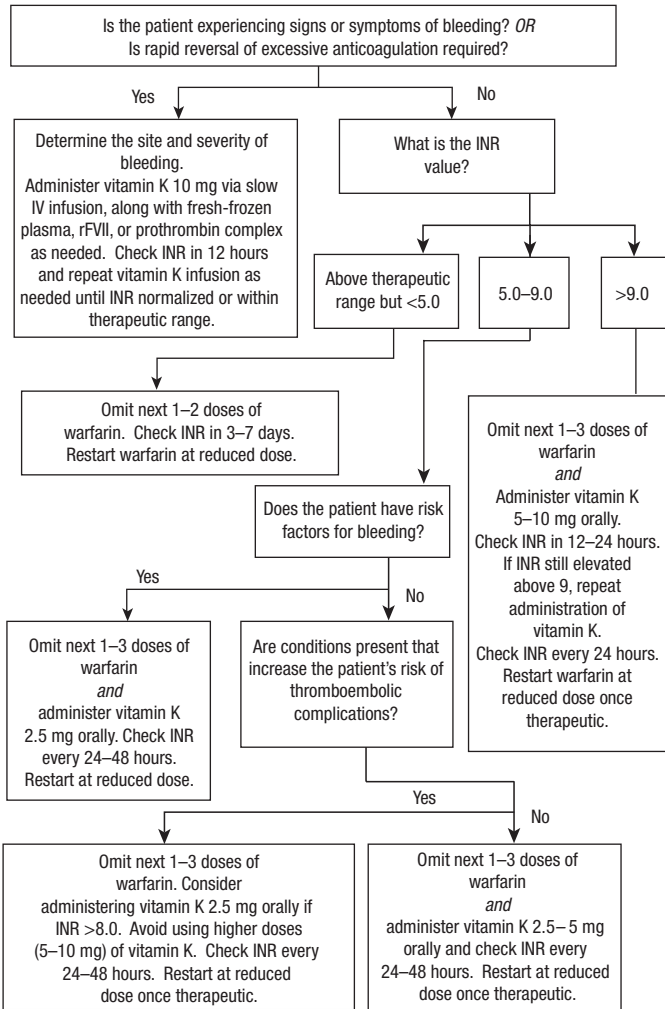 Is the patient experiencing signs or symptoms of bleeding? OR
Is rapid reversal of excessive anticoagulation required?
Yes
No
Determine the site and severity of
bleeding.
Administer vitamin K 10 mg via slow
IV infusion, along with fresh-frozen
plasma, rFVII, or prothrombin complex
as needed. Check INR in 12 hours
and repeat vitamin K infusion as
needed until INR normalized or within
therapeutic range.
What is the INR
value?
Above therapeutic
range but <5.0
5.0–9.0
>9.0
Omit next 1–2 doses of
warfarin. Check INR in 3–7 days.
Restart warfarin at reduced dose.
Omit next 1–3 doses of
warfarin
and
Administer vitamin K
5–10 mg orally.
Check INR in 12–24 hours.
If INR still elevated
above 9, repeat
administration of
vitamin K.
Check INR every 24 hours.
Restart warfarin at
reduced dose once
therapeutic.
Does the patient have risk
factors for bleeding?
Yes
No
Omit next 1–3 doses of
warfarin
and
administer vitamin K
2.5 mg orally. Check INR
every 24–48 hours.
Restart at reduced dose.
Are conditions present that
increase the patient's risk of
thromboembolic
complications?
Yes
No
Omit next 1–3 doses of
warfarin. Consider
administering vitamin K 2.5 mg orally if
INR >8.0. Avoid using higher doses
(5–10 mg) of vitamin K. Check INR every
24–48 hours. Restart at reduced
dose once therapeutic.
Omit next 1–3 doses of
warfarin
and
administer vitamin K 2.5– 5 mg
orally and check INR every
24–48 hours. Restart at reduced
dose once therapeutic.